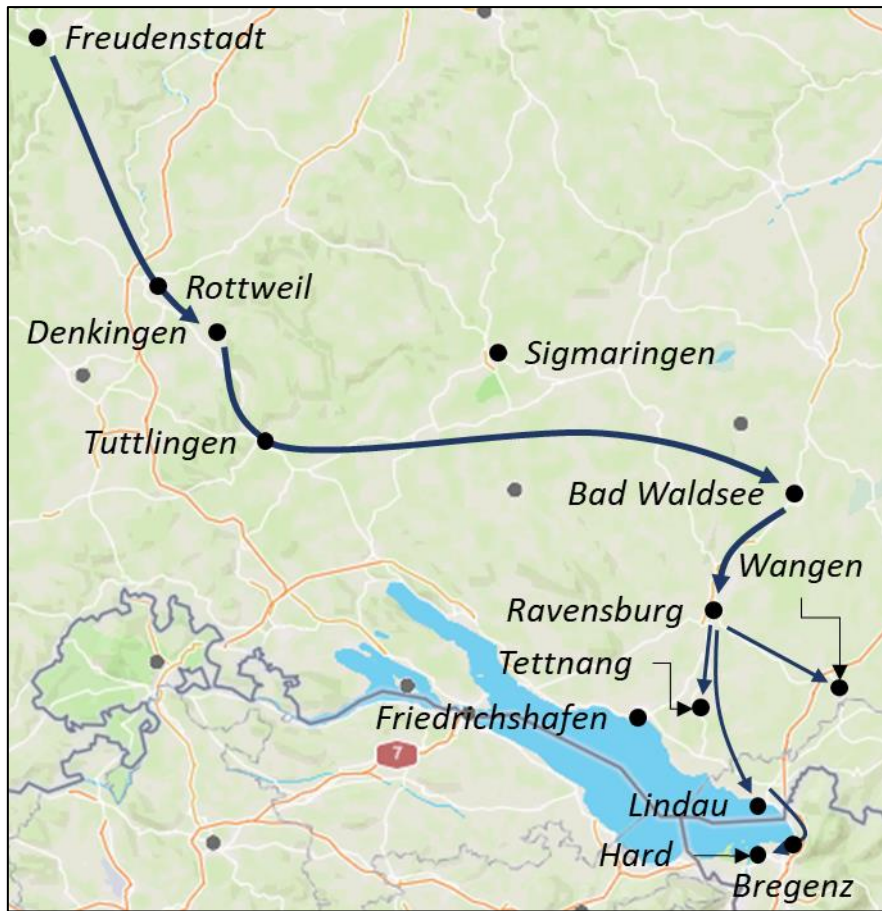 Freudenstadt
Rottweil
Denkingen
Sigmaringen
Tuttlingen
Bad Waldsee
Wangen
Ravensburg
Tettnang
Friedrichshafen
7
Lindau
Hard
Bregenz